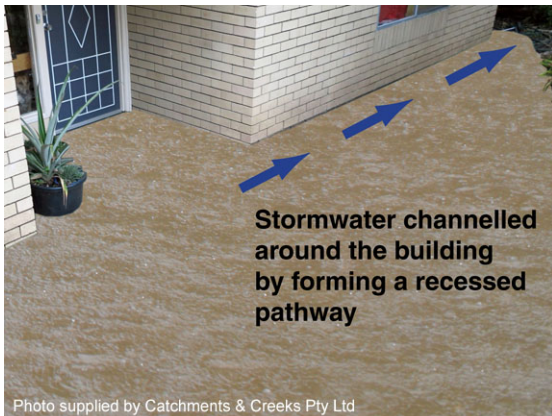 Stormwater channelled
around the building
by forming a recessed
pathway
Photo supplied by Catchments & Creeks Pty Ltd